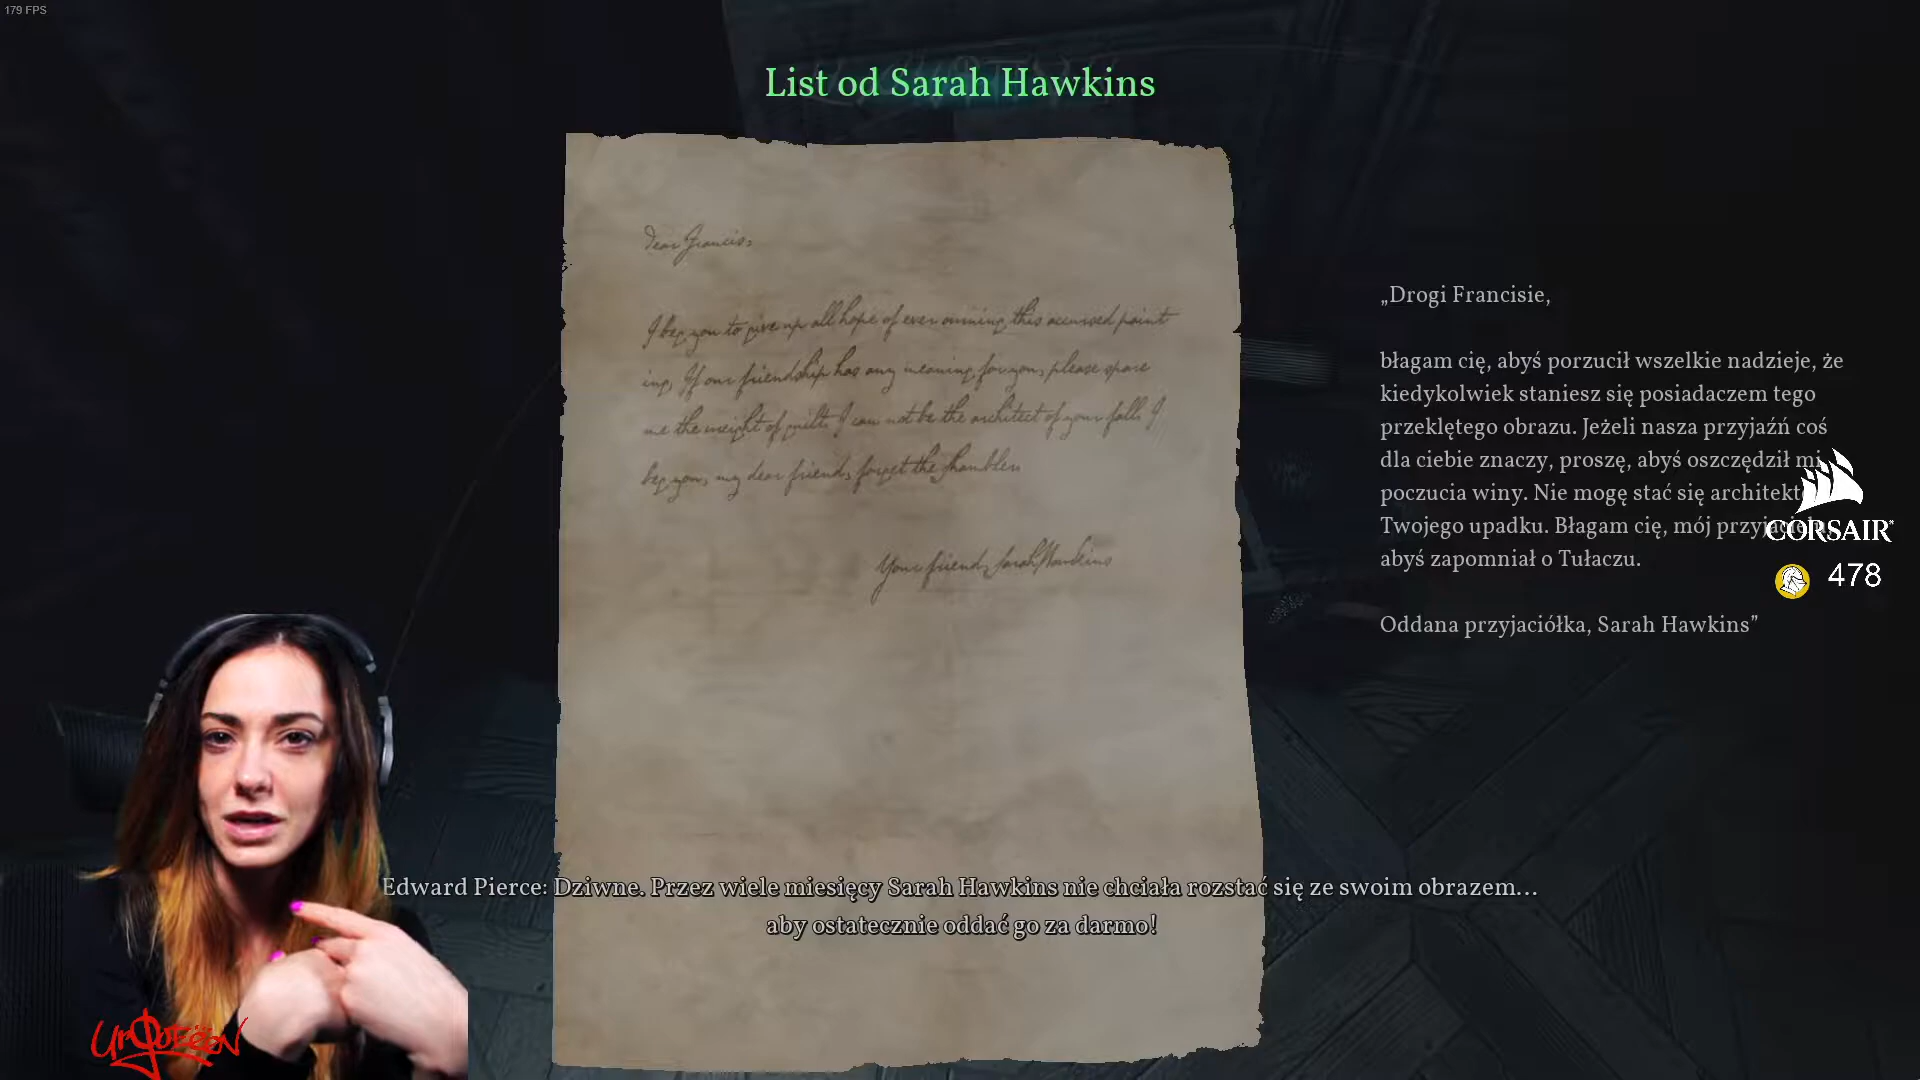 179 FPS
List od Sarah Hawkins
Dear Francis,
I beg you to give up all hope of ever owning this accursed paint
ing. If our friendship has any meaning for you, please spare
me the weight of guilt. I can not be the architect of your fall. I
beg you, my dear friend, forget the Shambler.
Your friend, Sarah Hawkins
„Drogi Francisie,
błagam cię, abyś porzucił wszelkie nadzieje, że
kiedykolwiek staniesz się posiadaczem tego
przeklętego obrazu. Jeżeli nasza przyjaźń coś
dla ciebie znaczy, proszę, abyś oszczędził mi
poczucia winy. Nie mogę stać się
Twojego upadku. Błagam cię, mój
abyś zapomniał o Tułaczu.
Oddana przyjaciółka, Sarah Hawkins”
CORSAIR
478
Edward Pierce: Dziwne. Przez wiele miesięcy Sarah Hawkins nie chciała rozstać się ze swoim obrazem...
aby ostatecznie oddać go za darmo!